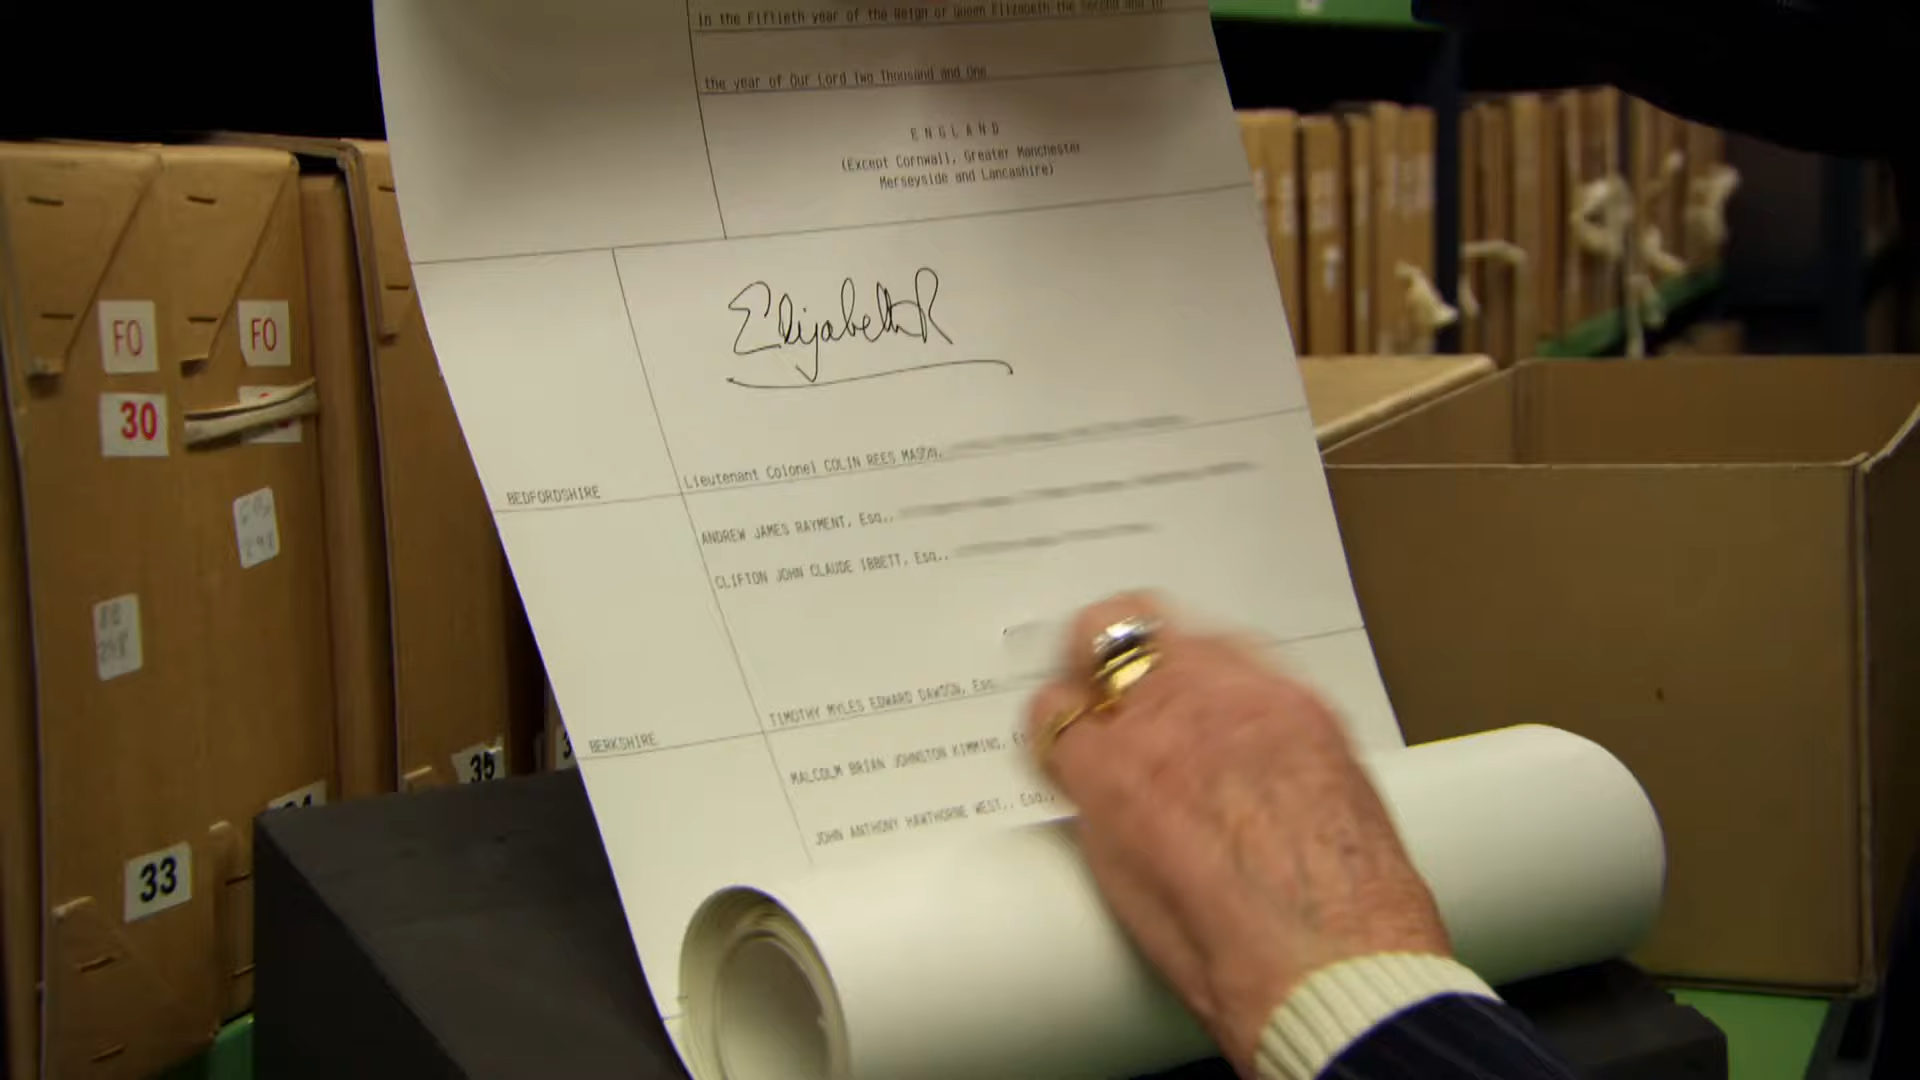 in the Fiftieth year of the Reign of Queen Elizabeth the Second and in
the year of Our Lord Two Thousand and One
ENGLAND
(Except Cornwall, Greater Manchester
Merseyside and Lancashire)
Elizabeth R
BEDFORDSHIRE
Lieutenant Colonel COLIN REES MASON,
ANDREW JAMES RAYMENT, Esq.,
CLIFTON JOHN CLAUDE IBBETT, Esq.,
BERKSHIRE
TIMOTHY MYLES EDWARD DAWSON, Esq.
MALCOLM BRIAN JOHNSTON KIMMINS,
JOHN ANTHONY HAWTHORNE WEST., Esq.,
FO
30
FO
33
35